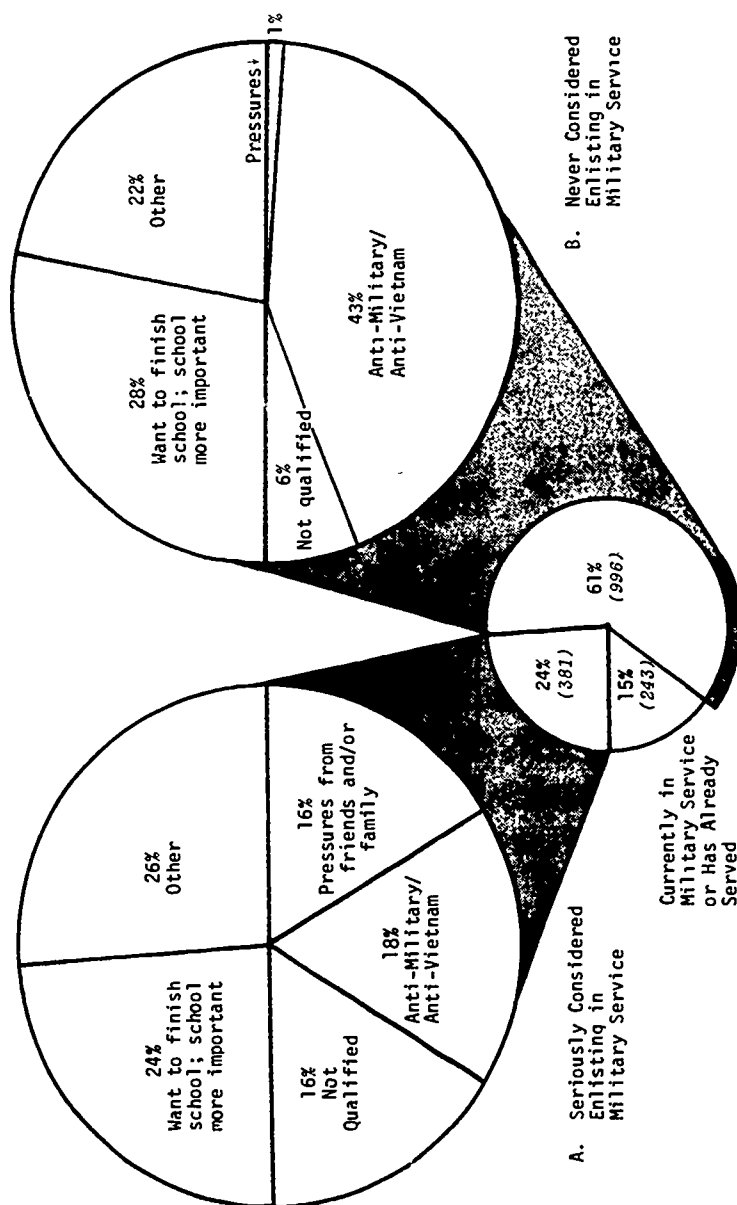 24%
Want to finish
school; school
more important
26%
Other
16%
Not
Qualified
18%
Anti-Military/
Anti-Vietnam
16%
Pressures from
friends and/or
family
A. Seriously Considered
Enlisting in
Military Service
28%
Want to finish
school; school
more important
22%
Other
Pressures↓
1%
6%
Not qualified
43%
Anti-Military/
Anti-Vietnam
B. Never Considered
Enlisting in
Military Service
24%
(381)
61%
(996)
15%
(243)
Currently in
Military Service
or Has Already
Served